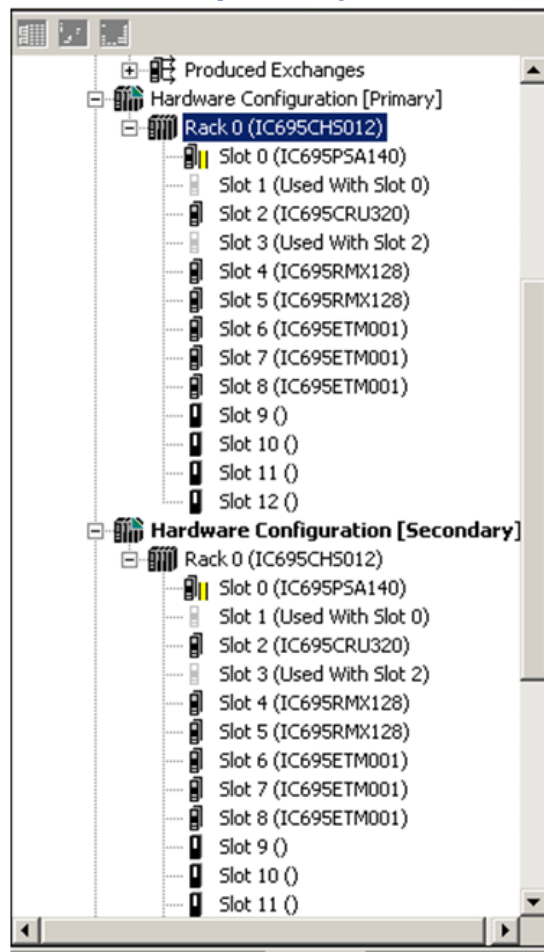 Produced Exchanges
Hardware Configuration [Primary]
Rack 0 (IC695CHS012)
Slot 0 (IC695PSA140)
Slot 1 (Used With Slot 0)
Slot 2 (IC695CRU320)
Slot 3 (Used With Slot 2)
Slot 4 (IC695RMX128)
Slot 5 (IC695RMX128)
Slot 6 (IC695ETM001)
Slot 7 (IC695ETM001)
Slot 8 (IC695ETM001)
Slot 9 ()
Slot 10 ()
Slot 11 ()
Slot 12 ()
Hardware Configuration [Secondary]
Rack 0 (IC695CHS012)
Slot 0 (IC695PSA140)
Slot 1 (Used With Slot 0)
Slot 2 (IC695CRU320)
Slot 3 (Used With Slot 2)
Slot 4 (IC695RMX128)
Slot 5 (IC695RMX128)
Slot 6 (IC695ETM001)
Slot 7 (IC695ETM001)
Slot 8 (IC695ETM001)
Slot 9 ()
Slot 10 ()
Slot 11 ()